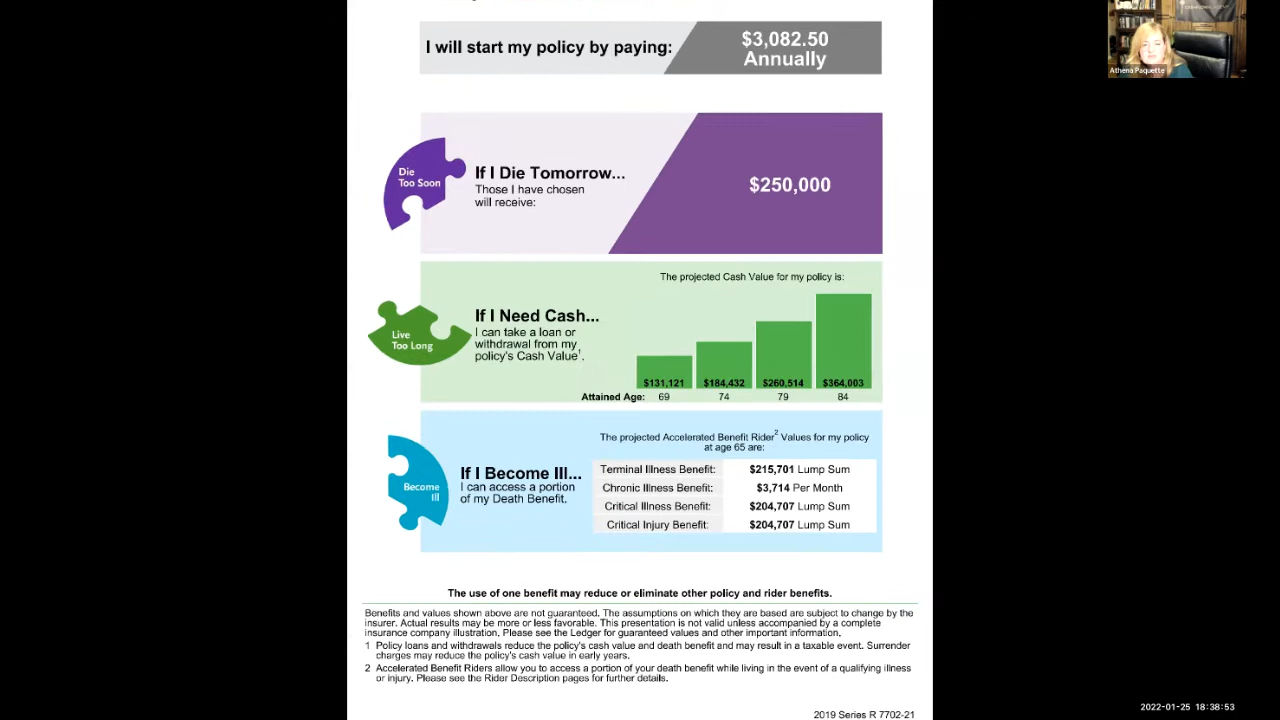 I will start my policy by paying:
$3,082.50
Annually
Die
Too Soon
If I Die Tomorrow...
Those I have chosen
will receive:
$250,000
Live
Too Long
If I Need Cash...
I can take a loan or
withdrawal from my
policy's Cash Value1.
The projected Cash Value for my policy is:
$131,121 $184,432 $260,514 $364,003
Attained Age: 69 74 79 84
Become
Ill
If I Become Ill...
I can access a portion
of my Death Benefit.
The projected Accelerated Benefit Rider2 Values for my policy
at age 65 are:
Terminal Illness Benefit: $215,701 Lump Sum
Chronic Illness Benefit: $3,714 Per Month
Critical Illness Benefit: $204,707 Lump Sum
Critical Injury Benefit: $204,707 Lump Sum
The use of one benefit may reduce or eliminate other policy and rider benefits.
Benefits and values shown above are not guaranteed. The assumptions on which they are based are subject to change by the
insurer. Actual results may be more or less favorable. This presentation is not valid unless accompanied by a complete
insurance company illustration. Please see the Ledger for guaranteed values and other important information.
1 Policy loans and withdrawals reduce the policy's cash value and death benefit and may result in a taxable event. Surrender
charges may reduce the policy's cash value in early years.
2 Accelerated Benefit Riders allow you to access a portion of your death benefit while living in the event of a qualifying illness
or injury. Please see the Rider Description pages for further details.
2019 Series R 7702-21
Athena Paquette
2022-01-25 18:38:53